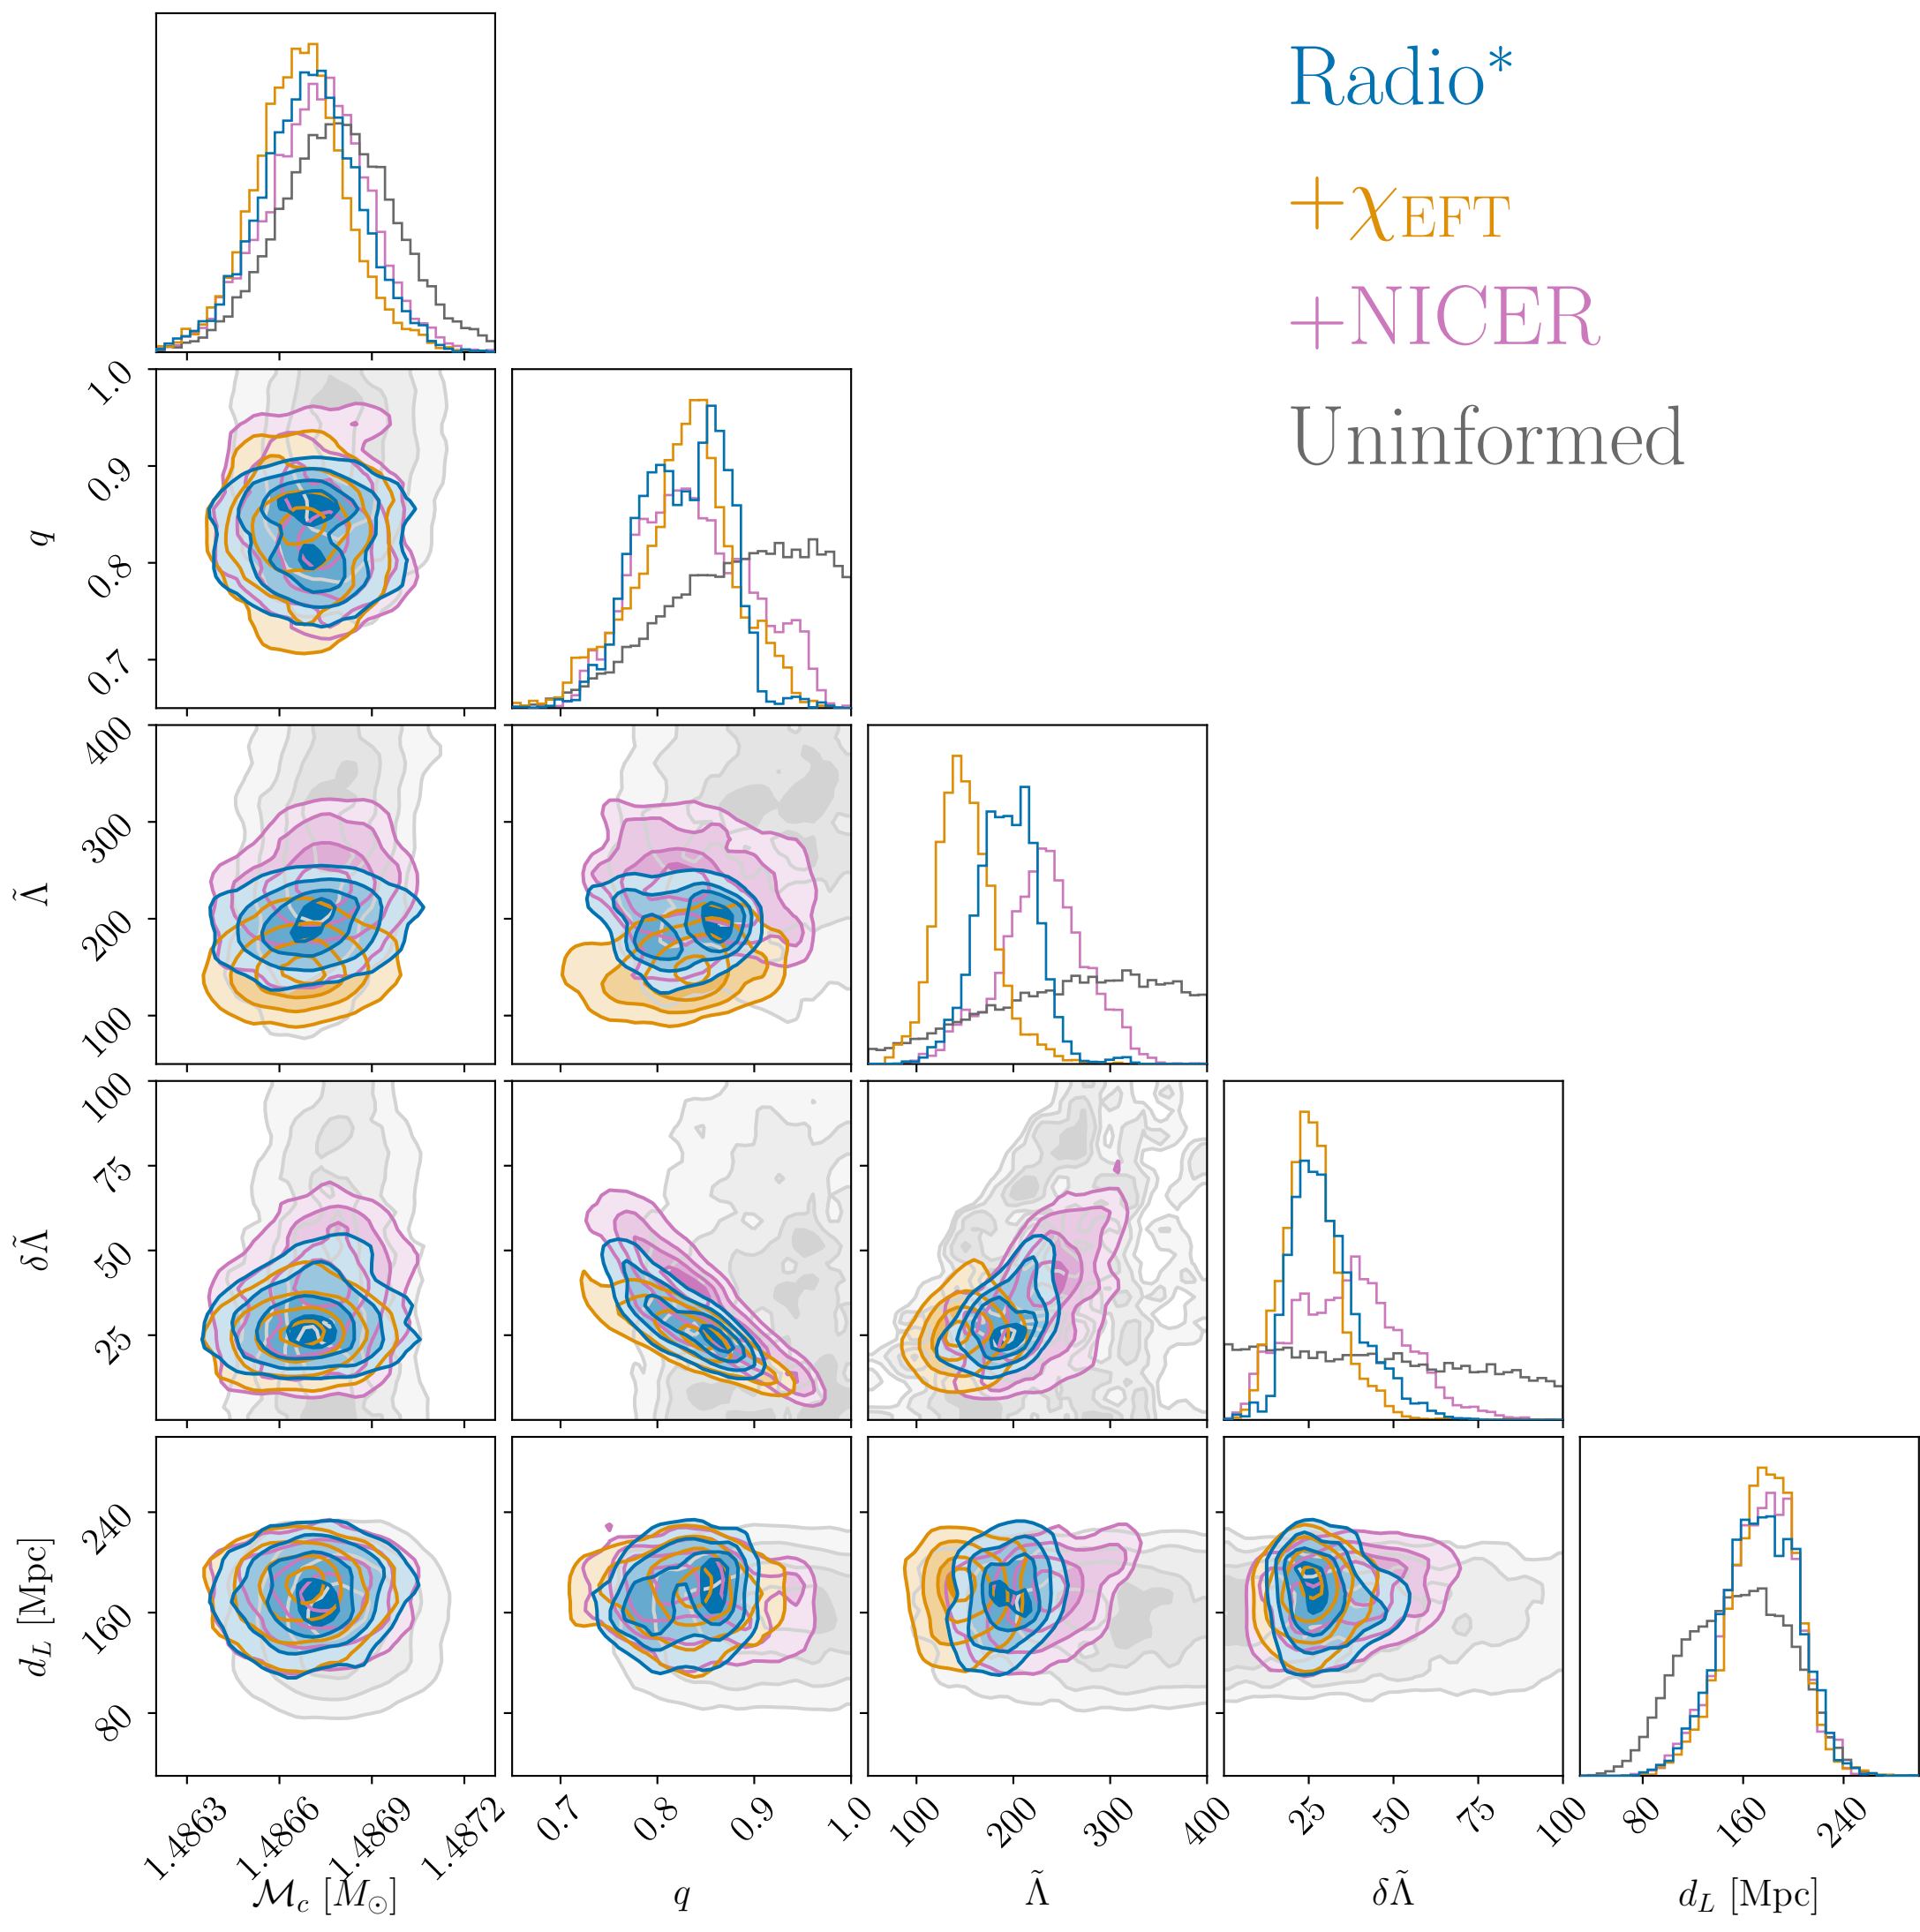 Radio*
+χEFT
+NICER
Uninformed
1.0
0.9
0.8
0.7
q
400
300
200
100
Λ̃
100
75
50
25
δΛ̃
240
160
80
d_L [Mpc]
1.4863 1.4866 1.4869 1.4872
0.7 0.8 0.9 1.0
100 200 300 400
25 50 75 100
80 160 240
ℳ_c [M_⊙]
q
Λ̃
δΛ̃
d_L [Mpc]